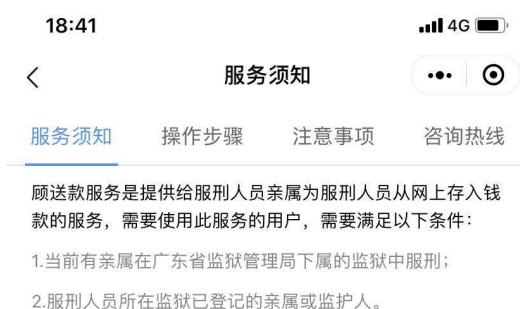 18:41
4G
服务须知
服务须知 操作步骤 注意事项 咨询热线
顾送款服务是提供给服刑人员亲属为服刑人员从网上存入钱
款的服务，需要使用此服务的用户，需要满足以下条件：
1.当前有亲属在广东省监狱管理局下属的监狱中服刑；
2.服刑人员所在监狱已登记的亲属或监护人。